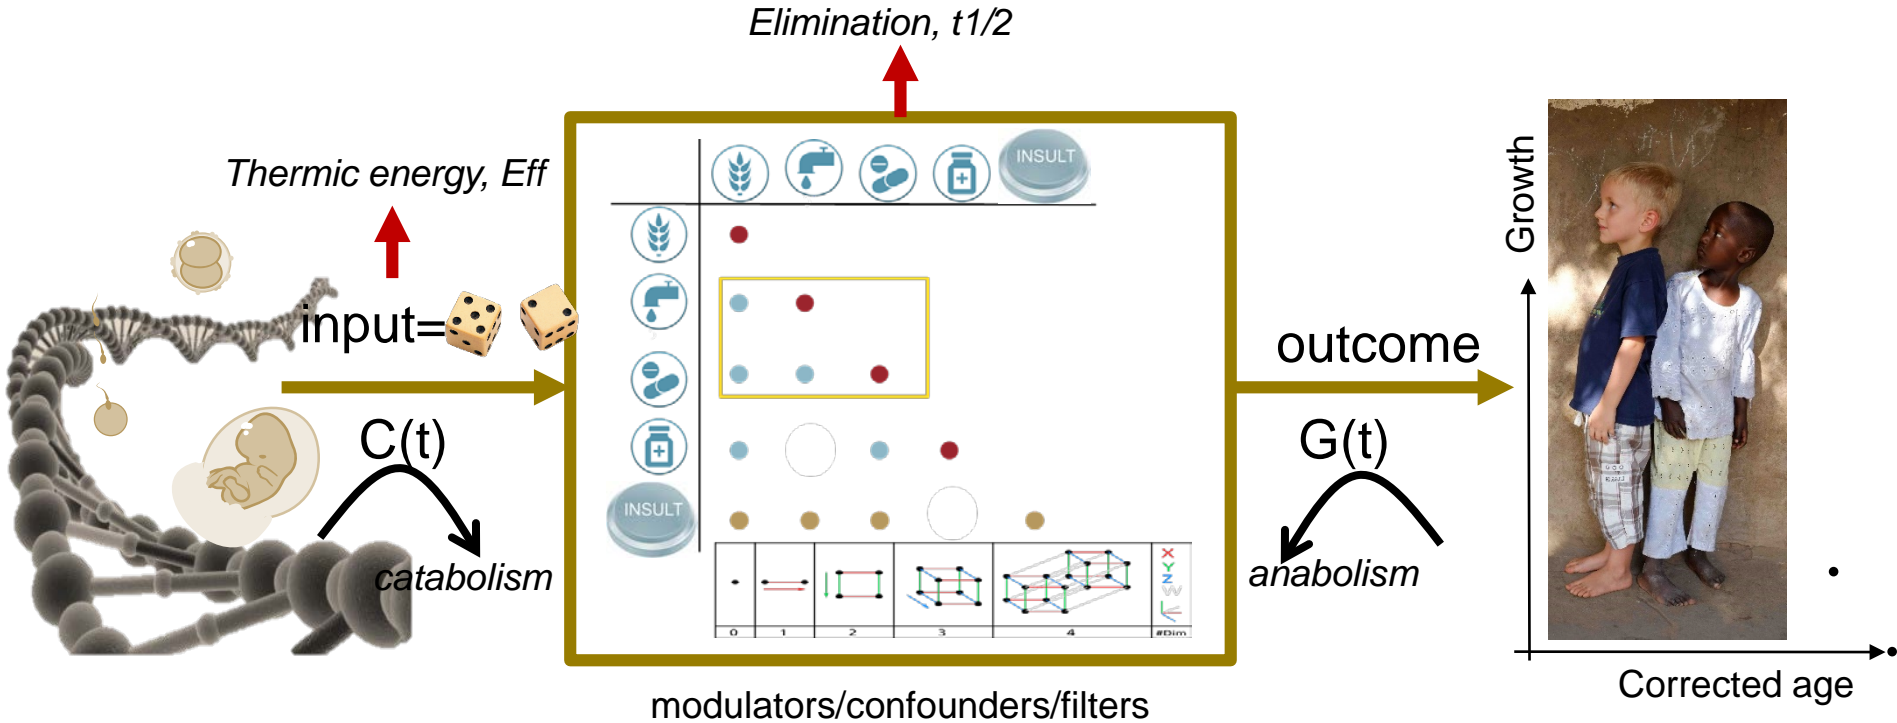 Elimination, t1/2
Thermic energy, Eff
INSULT
input=
C(t)
catabolism
INSULT
0 1 2 3 4 #Dim
X
Y
Z
W
modulators/confounders/filters
outcome
G(t)
anabolism
Growth
Corrected age